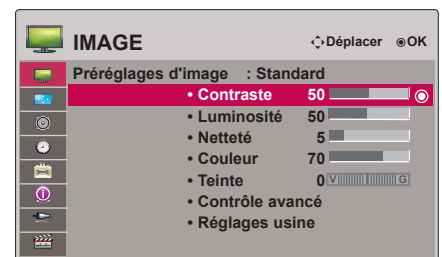 IMAGE Déplacer OK
Préréglages d'image : Standard
• Contraste 50
• Luminosité 50
• Netteté 5
• Couleur 70
• Teinte 0 V G
• Contrôle avancé
• Réglages usine